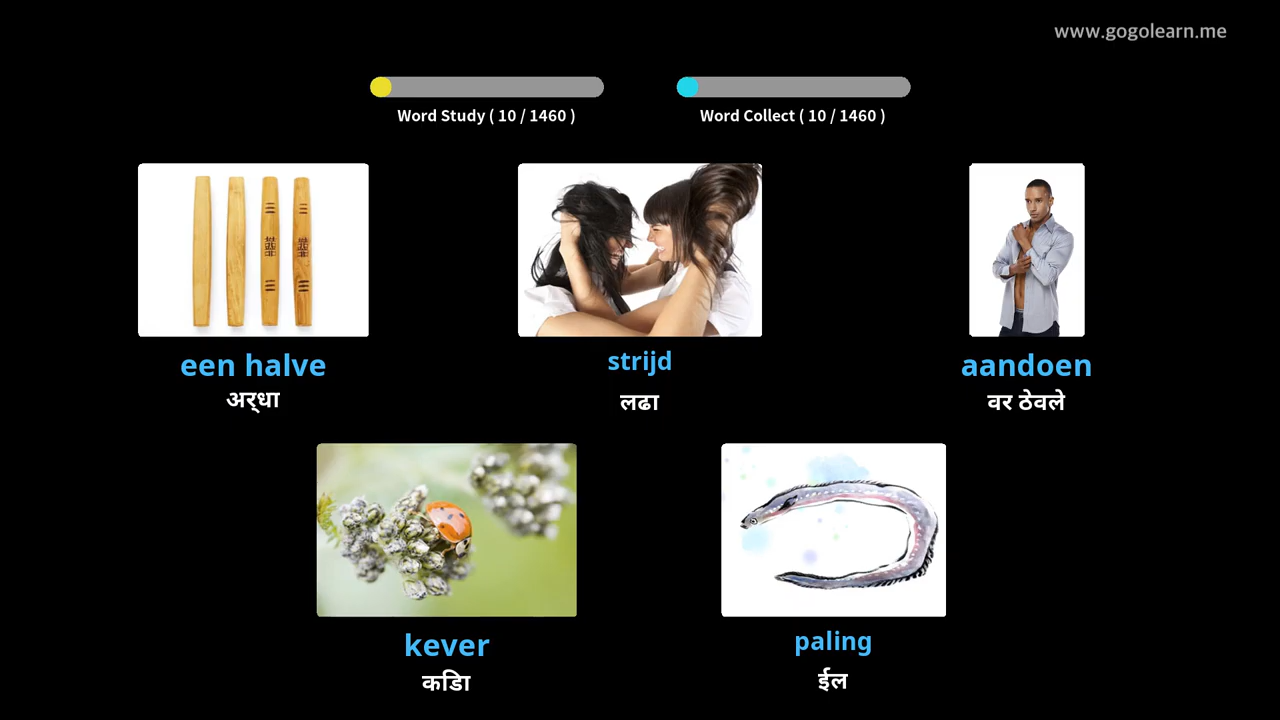 www.gogolearn.me
Word Study ( 10 / 1460 )
Word Collect ( 10 / 1460 )
een halve
अर्‌धा
strijd
लढा
aandoen
वर ठेवले
kever
कडिा
paling
ईल